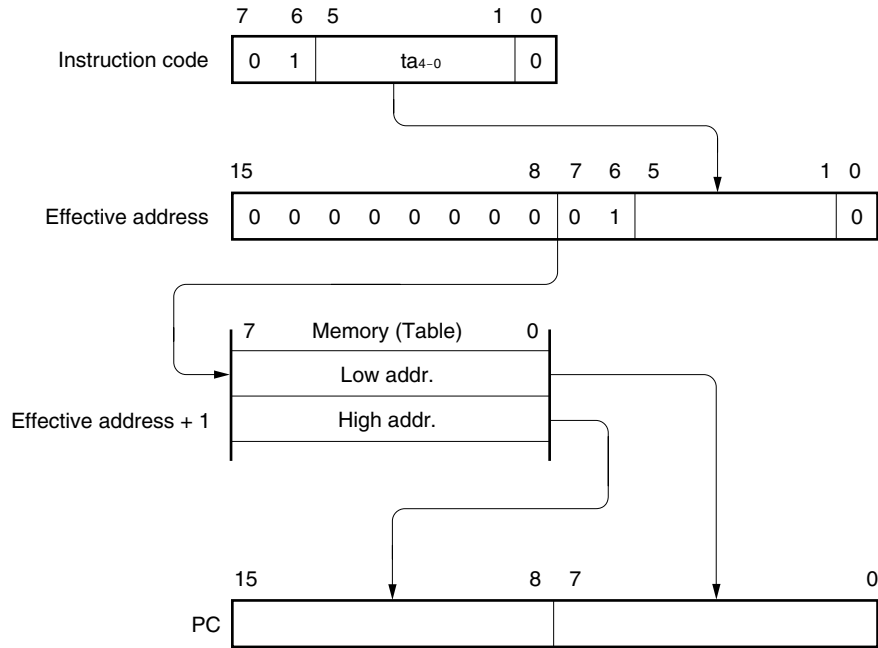 7 6 5 1 0
Instruction code 0 1 ta4–0 0
15 8 7 6 5 1 0
Effective address 0 0 0 0 0 0 0 0 0 1 0
7 Memory (Table) 0
Low addr.
Effective address + 1 High addr.
15 8 7 0
PC